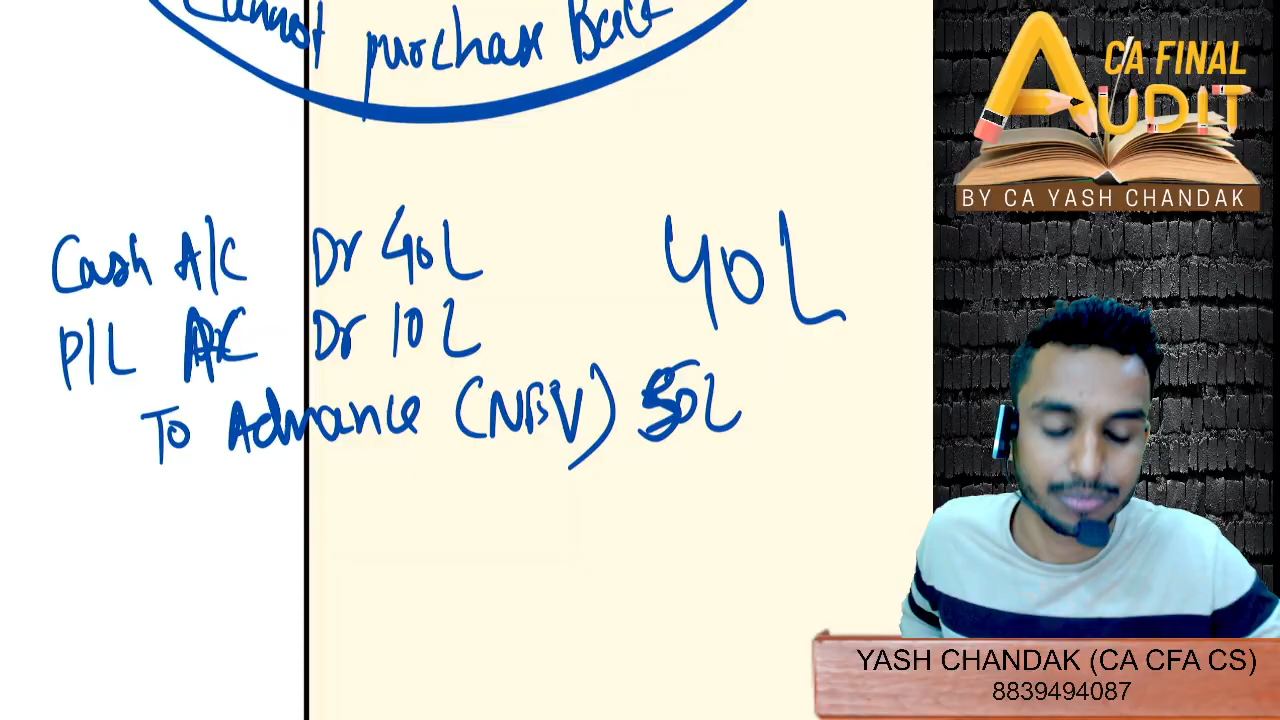 Cannot purchase Back
Cash A/c Dr 40L
P/L A/C Dr 10L
To Advance (NBV) 50L
40L
CA FINAL
AUDIT
BY CA YASH CHANDAK
YASH CHANDAK (CA CFA CS)
8839494087